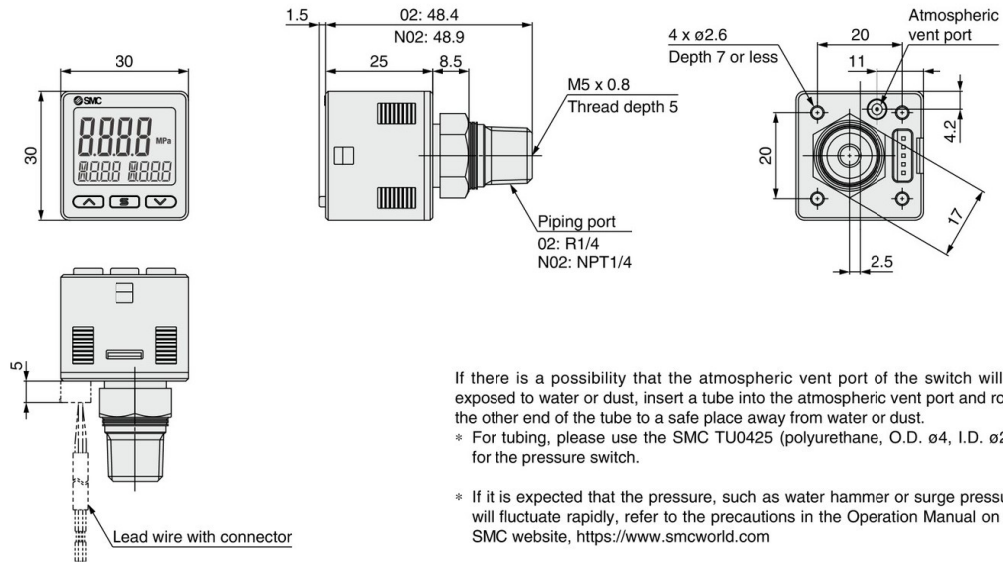 30
30
SMC
8.8.8.8 MPa
1.5
02: 48.4
N02: 48.9
25
8.5
M5 x 0.8
Thread depth 5
Piping port
02: R1/4
N02: NPT1/4
4 x ø2.6
Depth 7 or less
20
Atmospheric
vent port
11
4.2
20
17
2.5
5
Lead wire with connector
If there is a possibility that the atmospheric vent port of the switch will
exposed to water or dust, insert a tube into the atmospheric vent port and ro
the other end of the tube to a safe place away from water or dust.
* For tubing, please use the SMC TU0425 (polyurethane, O.D. ø4, I.D. ø2
for the pressure switch.
* If it is expected that the pressure, such as water hammer or surge pressu
will fluctuate rapidly, refer to the precautions in the Operation Manual on
SMC website, https://www.smcworld.com